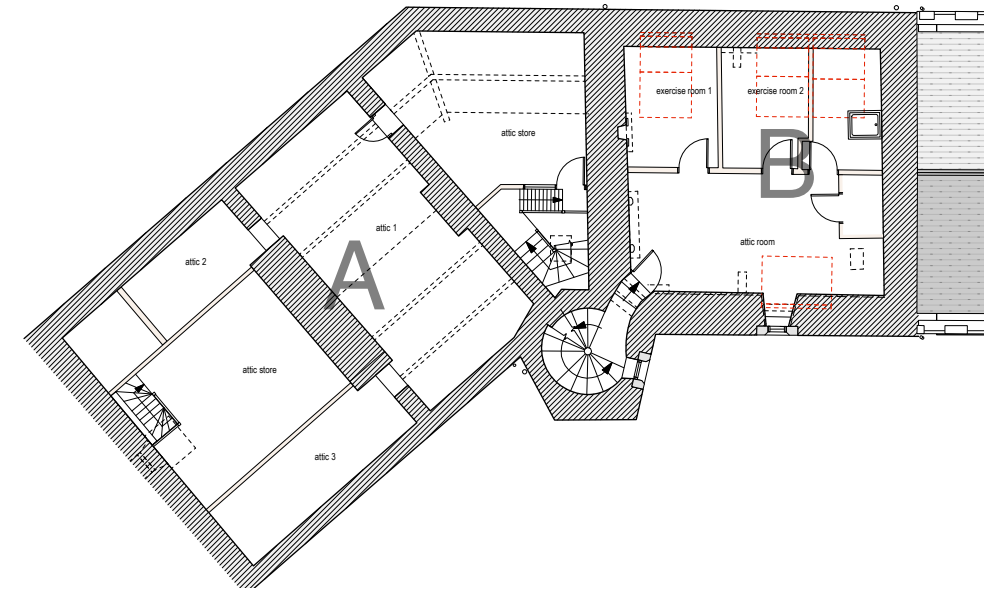 exercise room 1
exercise room 2
attic store
B
attic 1
attic room
attic 2
A
attic store
attic 3